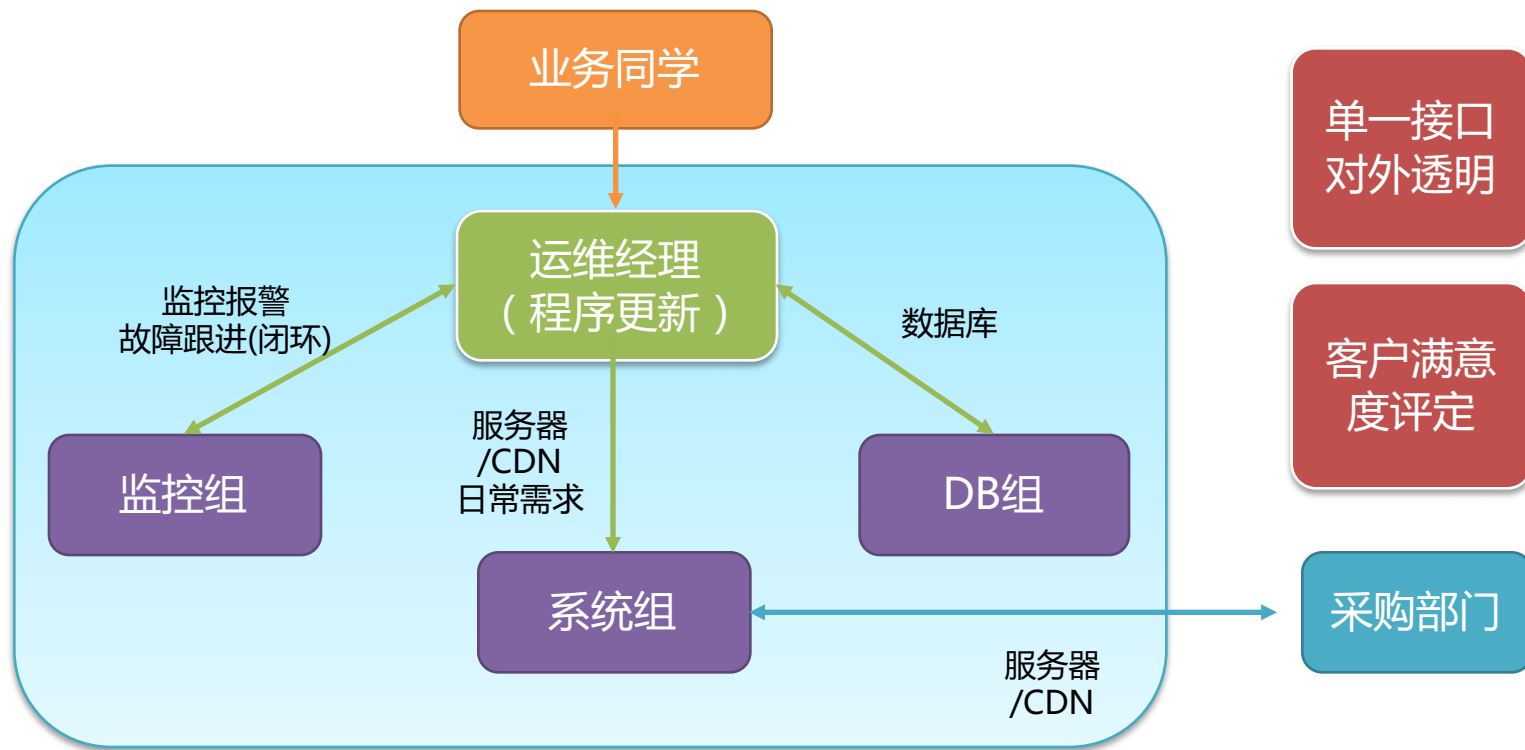 业务同学
单一接口
对外透明
运维经理
（程序更新）
监控报警
故障跟进(闭环)
数据库
客户满意
度评定
服务器
/CDN
日常需求
监控组
DB组
系统组
采购部门
服务器
/CDN